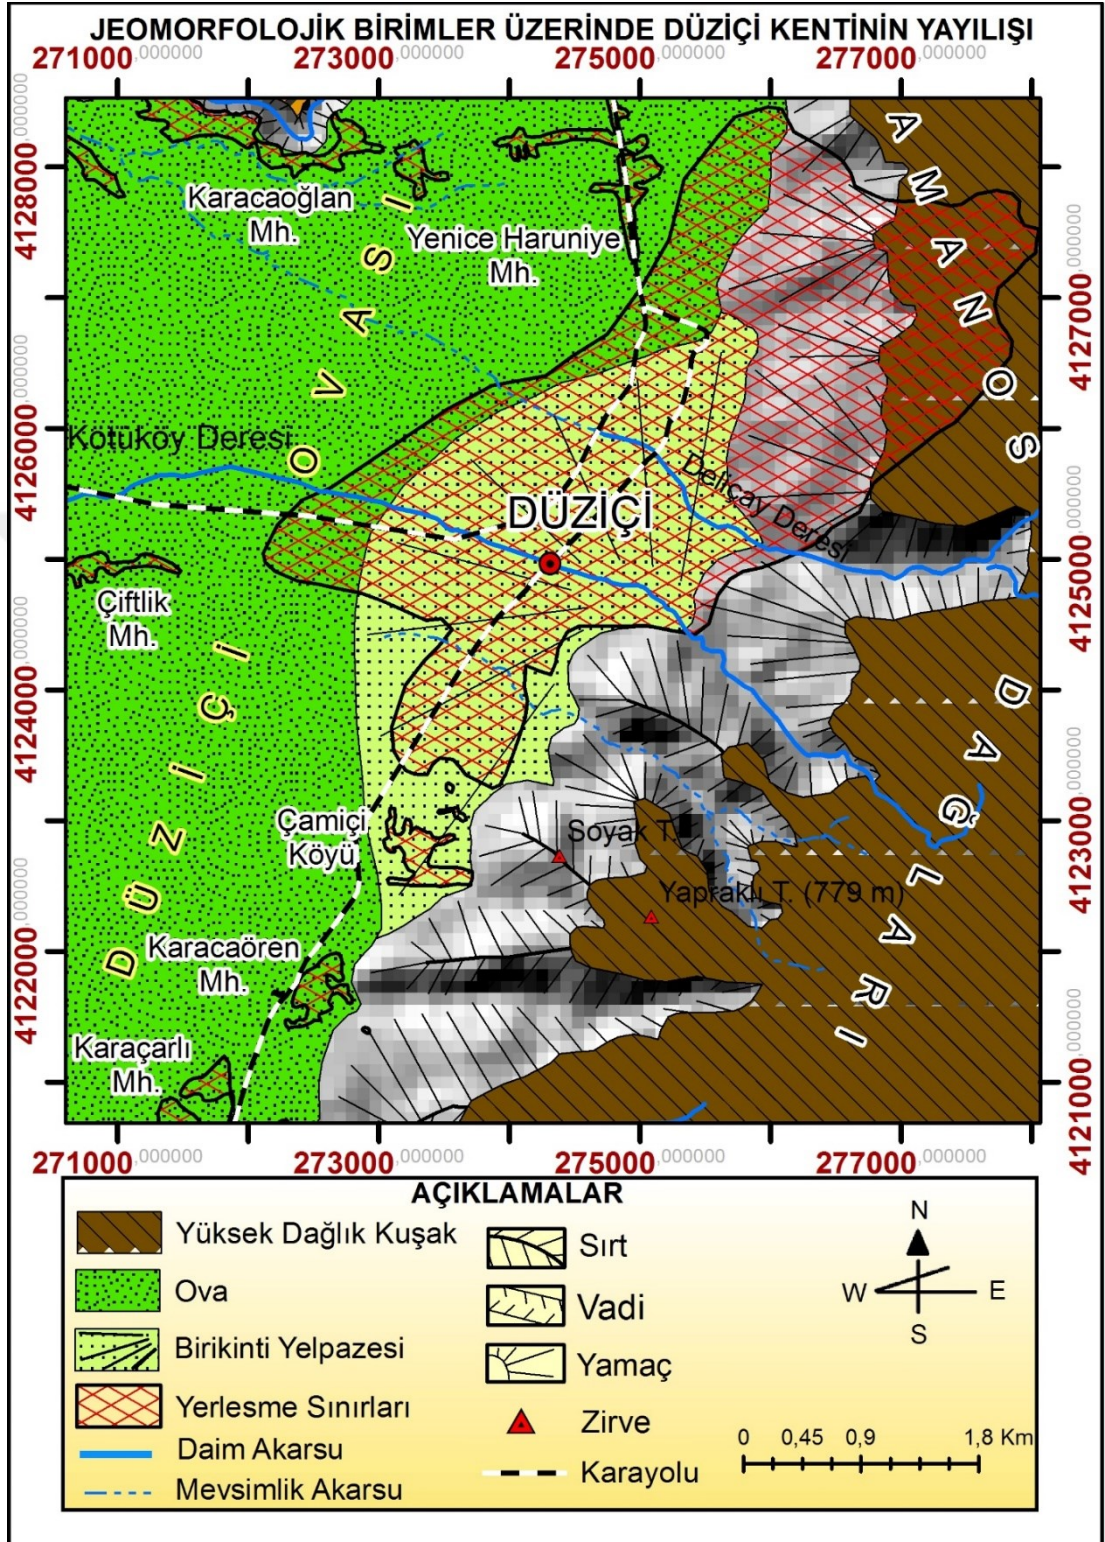 JEOMORFOLOJİK BİRİMLER ÜZERİNDE DÜZİÇİ KENTİNİN YAYILIŞI
271000,000000 273000,000000 275000,000000 277000,000000
4128000,000000
4126000,000000
4124000,000000
4122000,000000
4127000,000000
4125000,000000
4123000,000000
4121000,000000
Karacaoğlan
Mh.
Yenice Haruniye
Mh.
AMANOS DAĞLARI
DÜZİÇİ OVASI
Kötüköy Deresi
DÜZİÇİ
Deliçay Deresi
Çiftlik
Mh.
Çamiçi
Köyü
Soyak T.
Yapraklı T. (779 m)
Karacaören
Mh.
Karaçarlı
Mh.
271000,000000 273000,000000 275000,000000 277000,000000
AÇIKLAMALAR
Yüksek Dağlık Kuşak
Ova
Birikinti Yelpazesi
Yerlesme Sınırları
Daim Akarsu
Mevsimlik Akarsu
Sırt
Vadi
Yamaç
Zirve
Karayolu
N
W E
S
0 0,45 0,9 1,8 Km